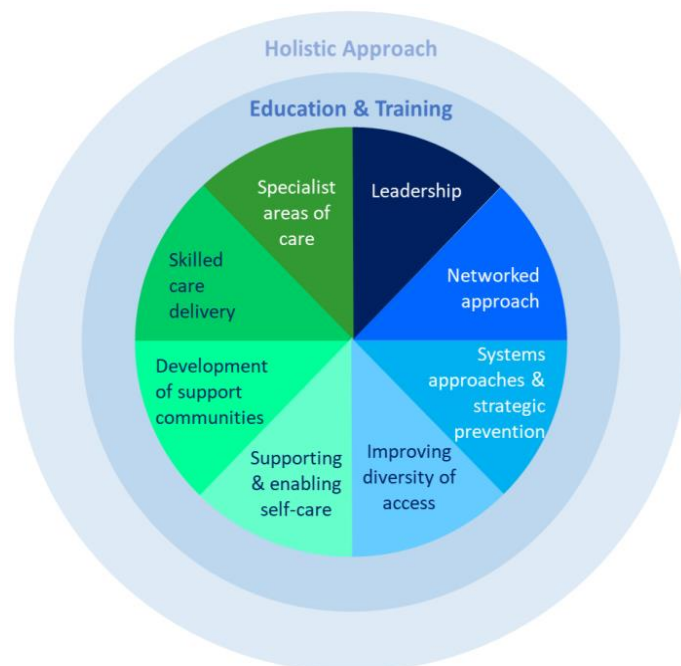 Holistic Approach
Education & Training
Specialist
areas of
care
Leadership
Networked
approach
Systems
approaches &
strategic
prevention
Improving
diversity of
access
Supporting
& enabling
self-care
Development
of support
communities
Skilled
care
delivery